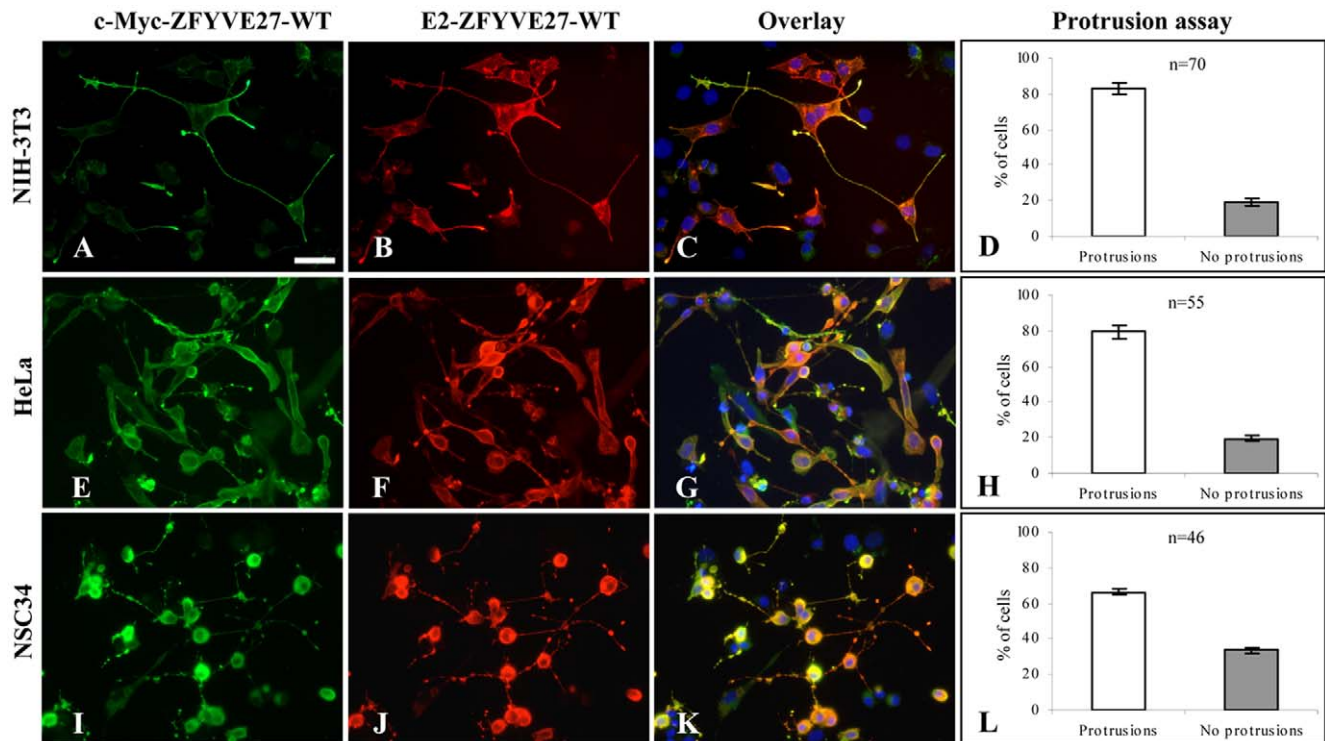 c-Myc-ZFYVE27-WT E2-ZFYVE27-WT Overlay Protrusion assay
NIH-3T3
A
B
C
D
% of cells
100
80
60
40
20
0
n=70
Protrusions No protrusions
HeLa
E
F
G
H
% of cells
100
80
60
40
20
0
n=55
Protrusions No protrusions
NSC34
I
J
K
L
% of cells
100
80
60
40
20
0
n=46
Protrusions No protrusions